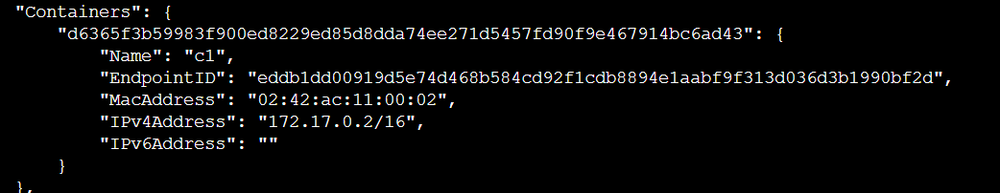 "Containers": {
"d6365f3b59983f900ed8229ed85d8dda74ee271d5457fd90f9e467914bc6ad43": {
"Name": "c1",
"EndpointID": "eddb1dd00919d5e74d468b584cd92f1cdb8894e1aabf9f313d036d3b1990bf2d",
"MacAddress": "02:42:ac:11:00:02",
"IPv4Address": "172.17.0.2/16",
"IPv6Address": ""
}
},